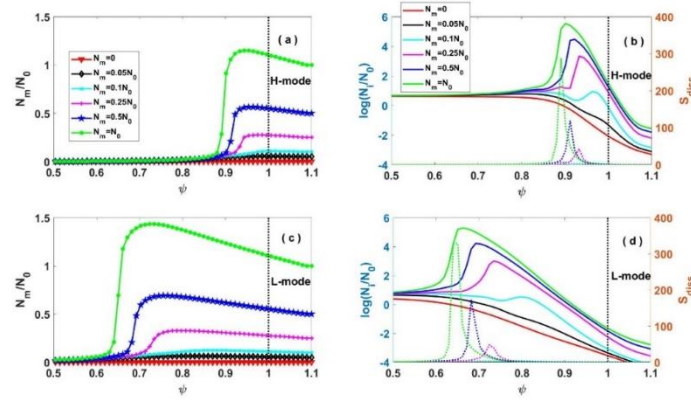 ( a )
H-mode
N_m=0
N_m=0.05N_0
N_m=0.1N_0
N_m=0.25N_0
N_m=0.5N_0
N_m=N_0
N_m/N_0
1.5
1
0.5
0
0.5 0.6 0.7 0.8 0.9 1 1.1
ψ
( b )
H-mode
N_m=0
N_m=0.05N_0
N_m=0.1N_0
N_m=0.25N_0
N_m=0.5N_0
N_m=N_0
log(N_i/N_0)
6
4
2
0
-2
-4
400
300
200
100
0
S_diss
0.5 0.6 0.7 0.8 0.9 1 1.1
ψ
( c )
L-mode
N_m/N_0
1.5
1
0.5
0
0.5 0.6 0.7 0.8 0.9 1 1.1
ψ
( d )
L-mode
log(N_i/N_0)
6
4
2
0
-2
-4
400
300
200
100
0
S_diss
0.5 0.6 0.7 0.8 0.9 1 1.1
ψ